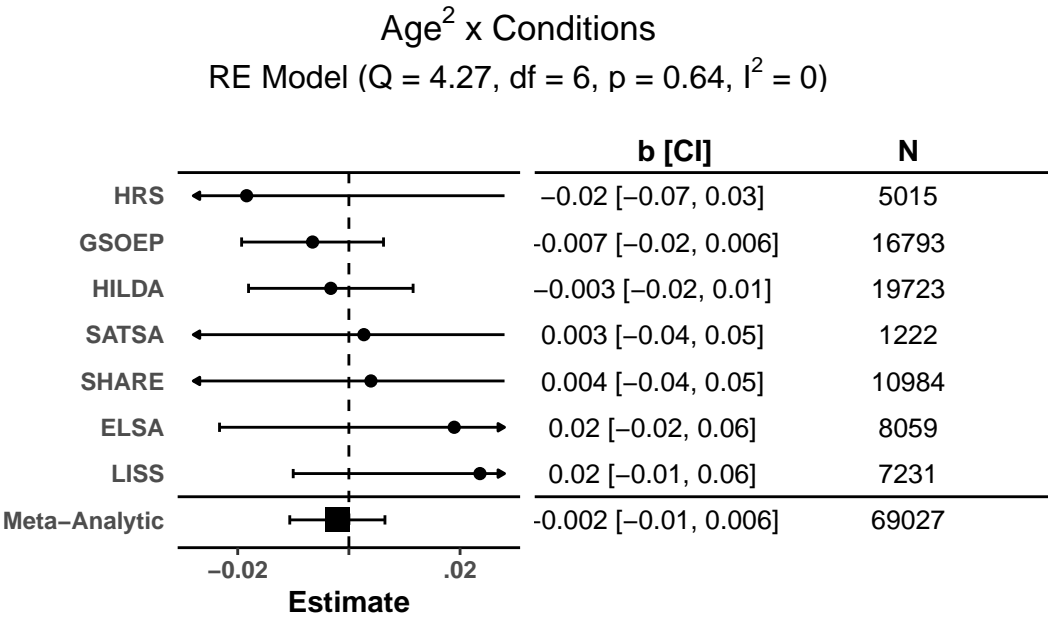 Age² x Conditions
RE Model (Q = 4.27, df = 6, p = 0.64, I² = 0)
b [CI] N
HRS −0.02 [−0.07, 0.03] 5015
GSOEP -0.007 [−0.02, 0.006] 16793
HILDA −0.003 [−0.02, 0.01] 19723
SATSA 0.003 [−0.04, 0.05] 1222
SHARE 0.004 [−0.04, 0.05] 10984
ELSA 0.02 [−0.02, 0.06] 8059
LISS 0.02 [−0.01, 0.06] 7231
Meta−Analytic -0.002 [−0.01, 0.006] 69027
−0.02 .02
Estimate